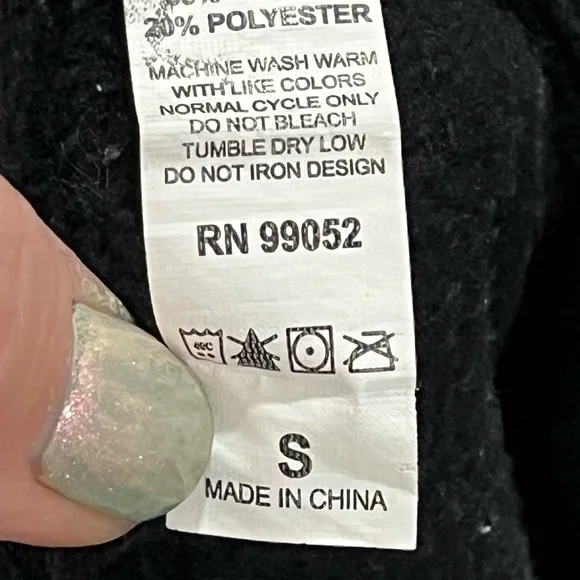 20% POLYESTER
MACHINE WASH WARM
WITH LIKE COLORS
NORMAL CYCLE ONLY
DO NOT BLEACH
TUMBLE DRY LOW
DO NOT IRON DESIGN
RN 99052
S
MADE IN CHINA